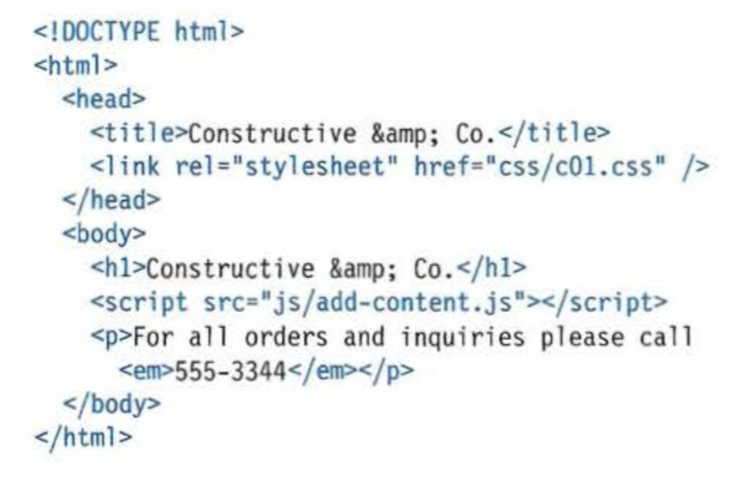 <!DOCTYPE html>
<html>
  <head>
    <title>Constructive &amp; Co.</title>
    <link rel="stylesheet" href="css/c01.css" />
  </head>
  <body>
    <h1>Constructive &amp; Co.</h1>
    <script src="js/add-content.js"></script>
    <p>For all orders and inquiries please call
      <em>555-3344</em></p>
  </body>
</html>